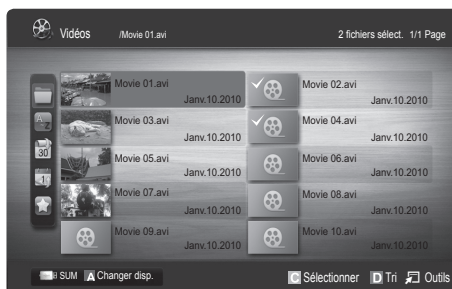 Vidéos /Movie 01.avi 2 fichiers sélect. 1/1 Page
Movie 01.avi Movie 02.avi
Janv.10.2010 Janv.10.2010
Movie 03.avi Movie 04.avi
Janv.10.2010 Janv.10.2010
Movie 05.avi Movie 06.avi
Janv.10.2010 Janv.10.2010
Movie 07.avi Movie 08.avi
Janv.10.2010 Janv.10.2010
Movie 09.avi Movie 10.avi
Janv.10.2010 Janv.10.2010
A Z
30
1
SUM A Changer disp. C Sélectionner D Tri Outils